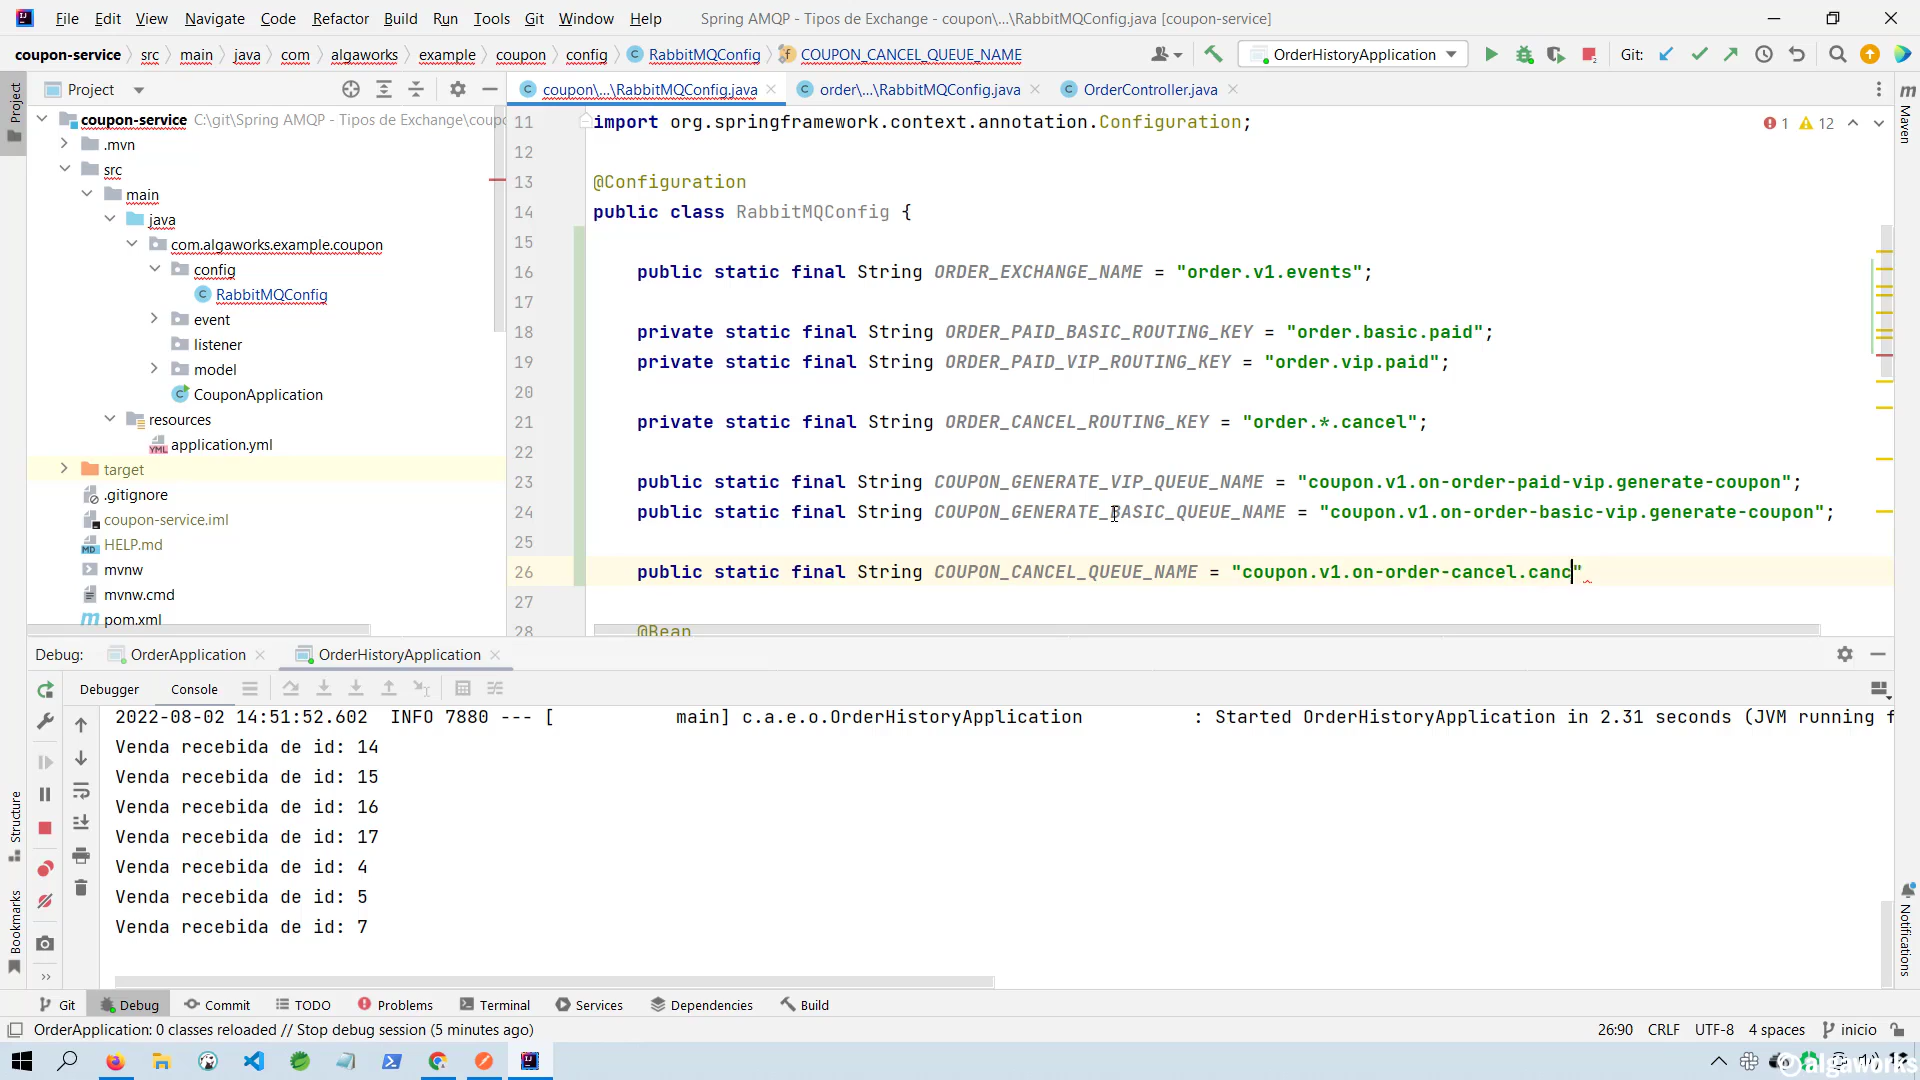 File Edit View Navigate Code Refactor Build Run Tools Git Window Help Spring AMQP - Tipos de Exchange - coupon\...\RabbitMQConfig.java [coupon-service]
coupon-service src main java com algaworks example coupon config RabbitMQConfig COUPON_CANCEL_QUEUE_NAME OrderHistoryApplication Git:
Project
coupon\...\RabbitMQConfig.java order\...\RabbitMQConfig.java OrderController.java
Project
Maven
coupon-service C:\git\Spring AMQP - Tipos de Exchange\coup
.mvn
src
main
java
com.algaworks.example.coupon
config
RabbitMQConfig
event
listener
model
CouponApplication
resources
application.yml
target
.gitignore
coupon-service.iml
HELP.md
mvnw
mvnw.cmd
pom.xml
1 12
11 import org.springframework.context.annotation.Configuration;
12
13 @Configuration
14 public class RabbitMQConfig {
15
16 public static final String ORDER_EXCHANGE_NAME = "order.v1.events";
17
18 private static final String ORDER_PAID_BASIC_ROUTING_KEY = "order.basic.paid";
19 private static final String ORDER_PAID_VIP_ROUTING_KEY = "order.vip.paid";
20
21 private static final String ORDER_CANCEL_ROUTING_KEY = "order.*.cancel";
22
23 public static final String COUPON_GENERATE_VIP_QUEUE_NAME = "coupon.v1.on-order-paid-vip.generate-coupon";
24 public static final String COUPON_GENERATE_BASIC_QUEUE_NAME = "coupon.v1.on-order-basic-vip.generate-coupon";
25
26 public static final String COUPON_CANCEL_QUEUE_NAME = "coupon.v1.on-order-cancel.canc"
27
28 @Bean
Debug: OrderApplication OrderHistoryApplication
Debugger Console
2022-08-02 14:51:52.602 INFO 7880 --- [ main] c.a.e.o.OrderHistoryApplication : Started OrderHistoryApplication in 2.31 seconds (JVM running f
Venda recebida de id: 14
Venda recebida de id: 15
Venda recebida de id: 16
Venda recebida de id: 17
Venda recebida de id: 4
Venda recebida de id: 5
Venda recebida de id: 7
Structure
Bookmarks
Notifications
Git Debug Commit TODO Problems Terminal Services Dependencies Build
OrderApplication: 0 classes reloaded // Stop debug session (5 minutes ago) 26:90 CRLF UTF-8 4 spaces inicio
algaworks